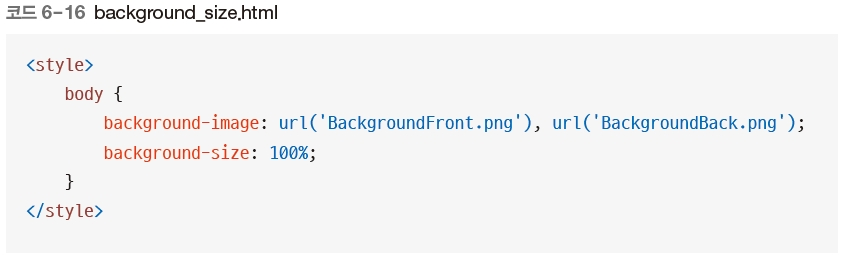 코드 6-16 background_size.html
<style>
    body {
        background-image: url('BackgroundFront.png'), url('BackgroundBack.png');
        background-size: 100%;
    }
</style>